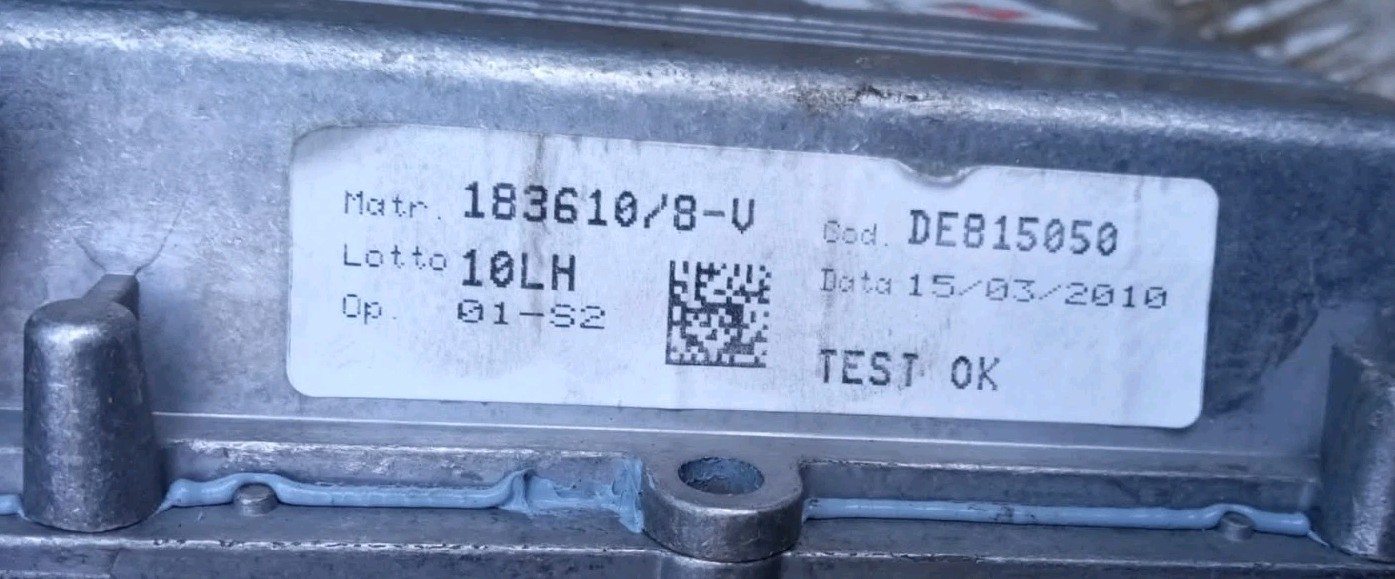 Matr. 183610/8-V
Lotto 10LH
Op. 01-S2
Cod. DE815050
Data 15/03/2010
TEST OK